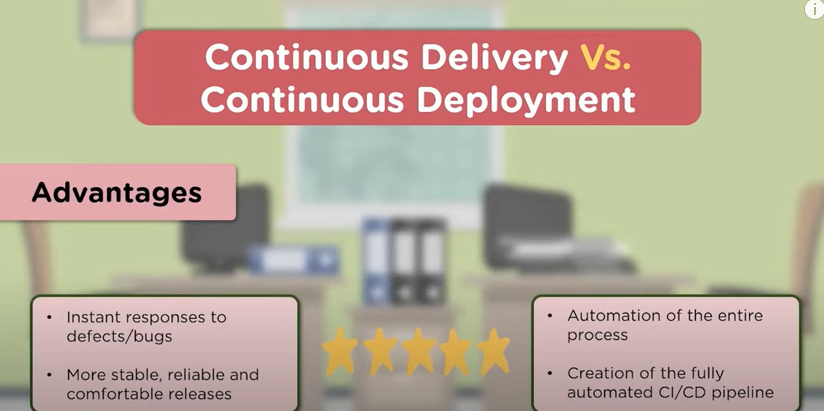 Continuous Delivery Vs.
Continuous Deployment
Advantages
• Instant responses to
defects/bugs
• More stable, reliable and
comfortable releases
• Automation of the entire
process
• Creation of the fully
automated CI/CD pipeline